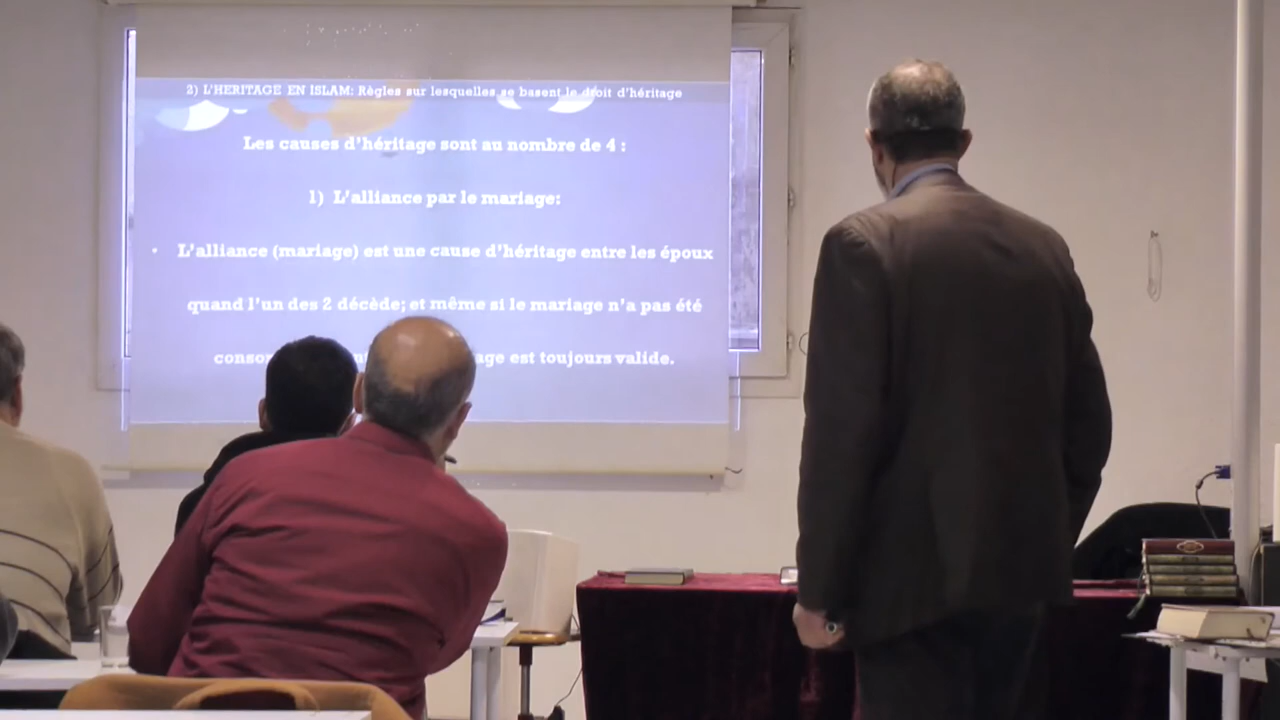 2) L'HERITAGE EN ISLAM: Règles sur lesquelles se basent le droit d'héritage
Les causes d'héritage sont au nombre de 4 :
1) L'alliance par le mariage:
• L'alliance (mariage) est une cause d'héritage entre les époux
quand l'un des 2 décède; et même si le mariage n'a pas été
est toujours valide.